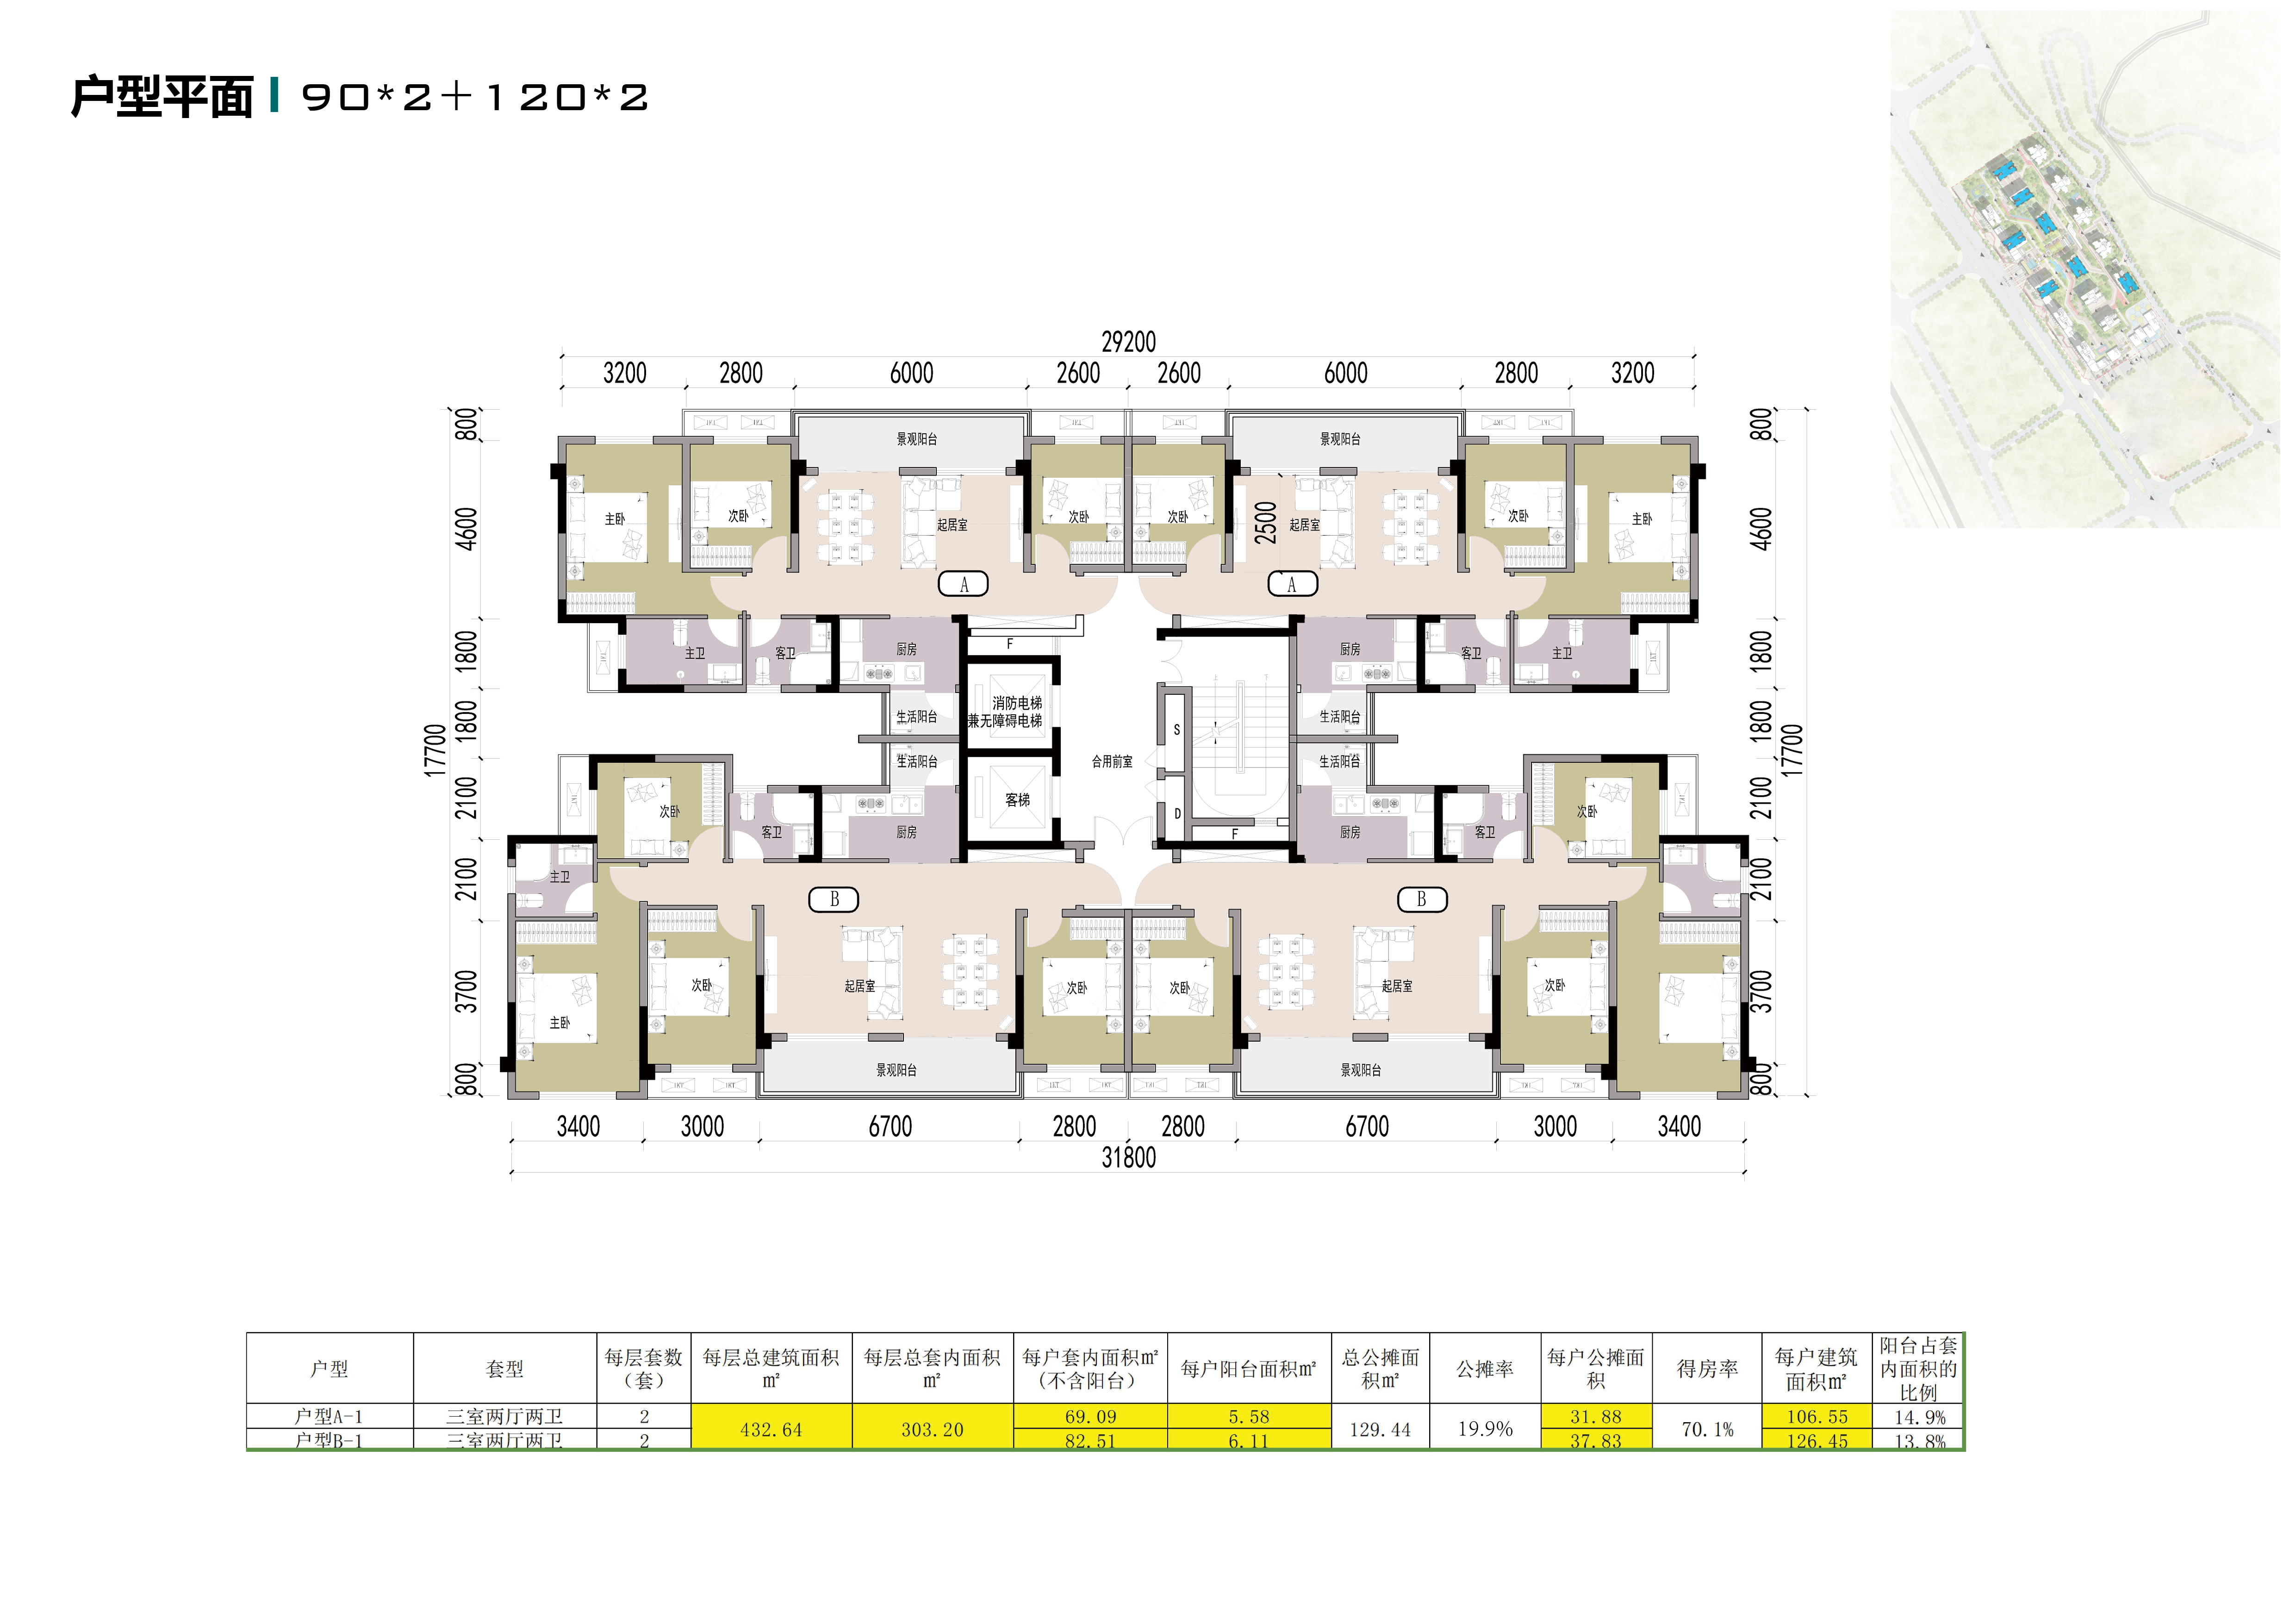 户型平面 90*2+120*2
29200
3200 2800 6000 2600 2600 6000 2800 3200
800 4600 1800 1800 2100 2100 3700 800
17700
800 4600 1800 1800 2100 2100 3700 800
17700
景观阳台 景观阳台
主卧 次卧 起居室 次卧 次卧 2500 起居室 次卧 主卧
A A
主卫 客卫 厨房 F 厨房 客卫 主卫
消防电梯
兼无障碍电梯
生活阳台 S 生活阳台
生活阳台 合用前室 生活阳台
次卧 客卫 厨房 客梯 D F 厨房 客卫 次卧
主卫
B B
主卧 次卧 起居室 次卧 次卧 起居室 次卧
景观阳台 景观阳台
3400 3000 6700 2800 2800 6700 3000 3400
31800
户型 套型 每层套数(套) 每层总建筑面积㎡ 每层总套内面积㎡ 每户套内面积㎡(不含阳台) 每户阳台面积㎡ 总公摊面积㎡ 公摊率 每户公摊面积 得房率 每户建筑面积㎡ 阳台占套内面积的比例
户型A-1 三室两厅两卫 2 432.64 303.20 69.09 5.58 129.44 19.9% 31.88 70.1% 106.55 14.9%
户型B-1 三室两厅两卫 2 82.51 6.11 37.83 126.45 13.8%